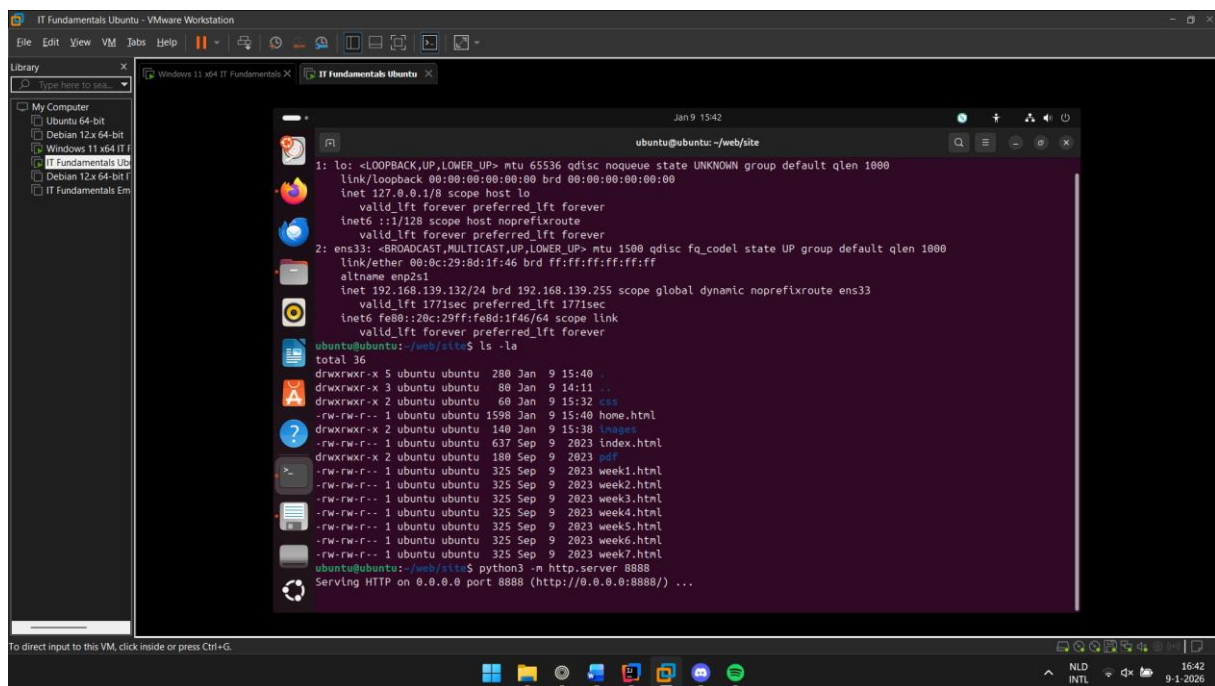 IT Fundamentals Ubuntu - VMware Workstation
File Edit View VM Tabs Help
Library
Type here to sea...
Windows 11 x64 IT Fundamentals
IT Fundamentals Ubuntu
My Computer
Ubuntu 64-bit
Debian 12.x 64-bit
Windows 11 x64 IT F
IT Fundamentals Ub
Debian 12.x 64-bit
IT Fundamentals Em
Jan 9 15:42
ubuntu@ubuntu: ~/web/site
1: lo: <LOOPBACK,UP,LOWER_UP> mtu 65536 qdisc noqueue state UNKNOWN group default qlen 1000
link/loopback 00:00:00:00:00:00 brd 00:00:00:00:00:00
inet 127.0.0.1/8 scope host lo
valid_lft forever preferred_lft forever
inet6 ::1/128 scope host noprefixroute
valid_lft forever preferred_lft forever
2: ens33: <BROADCAST,MULTICAST,UP,LOWER_UP> mtu 1500 qdisc fq_codel state UP group default qlen 1000
link/ether 00:0c:29:8d:1f:46 brd ff:ff:ff:ff:ff:ff
altname enp2s1
inet 192.168.139.132/24 brd 192.168.139.255 scope global dynamic noprefixroute ens33
valid_lft 1771sec preferred_lft 1771sec
inet6 fe80::20c:29ff:fe8d:1f46/64 scope link
valid_lft forever preferred_lft forever
ubuntu@ubuntu:~/web/site$ ls -la
total 36
drwxrwxr-x 5 ubuntu ubuntu 280 Jan 9 15:40 .
drwxrwxr-x 3 ubuntu ubuntu 80 Jan 9 14:11 ..
drwxrwxr-x 2 ubuntu ubuntu 60 Jan 9 15:32 css
-rw-rw-r-- 1 ubuntu ubuntu 1598 Jan 9 15:40 home.html
drwxrwxr-x 2 ubuntu ubuntu 140 Jan 9 15:38 images
-rw-rw-r-- 1 ubuntu ubuntu 637 Sep 9 2023 index.html
drwxrwxr-x 2 ubuntu ubuntu 180 Sep 9 2023 pdf
-rw-rw-r-- 1 ubuntu ubuntu 325 Sep 9 2023 week1.html
-rw-rw-r-- 1 ubuntu ubuntu 325 Sep 9 2023 week2.html
-rw-rw-r-- 1 ubuntu ubuntu 325 Sep 9 2023 week3.html
-rw-rw-r-- 1 ubuntu ubuntu 325 Sep 9 2023 week4.html
-rw-rw-r-- 1 ubuntu ubuntu 325 Sep 9 2023 week5.html
-rw-rw-r-- 1 ubuntu ubuntu 325 Sep 9 2023 week6.html
-rw-rw-r-- 1 ubuntu ubuntu 325 Sep 9 2023 week7.html
ubuntu@ubuntu:~/web/site$ python3 -m http.server 8888
Serving HTTP on 0.0.0.0 port 8888 (http://0.0.0.0:8888/) ...
To direct input to this VM, click inside or press Ctrl+G.
NLD
INTL
16:42
9-1-2026